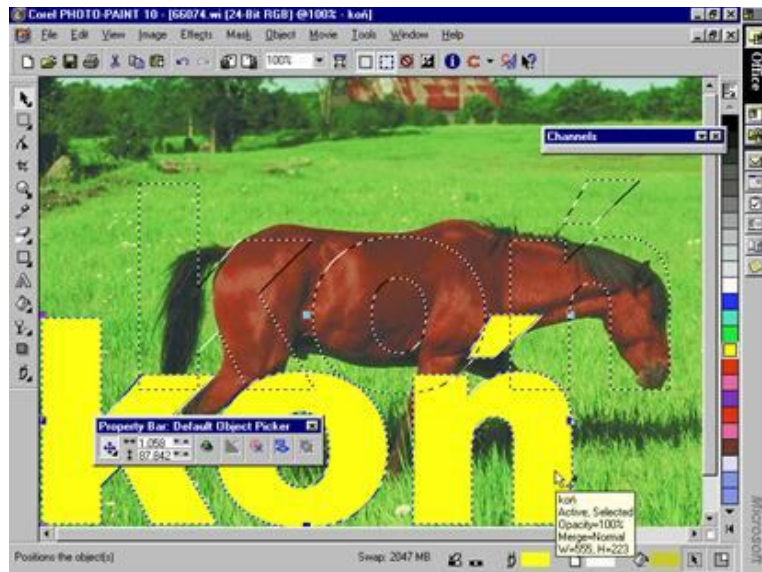 Corel PHOTO-PAINT 10 - [66074.wi (24-Bit RGB) @100% - koń]
File Edit View Image Effects Mask Object Movie Tools Window Help
100%
Office
Channels
koń
Property Bar: Default Object Picker
1.058
87.842
koń
Active, Selected
Opacity=100%
Merge=Normal
W=555, H=223
Microsoft
Positions the object(s)
Swap: 2047 MB